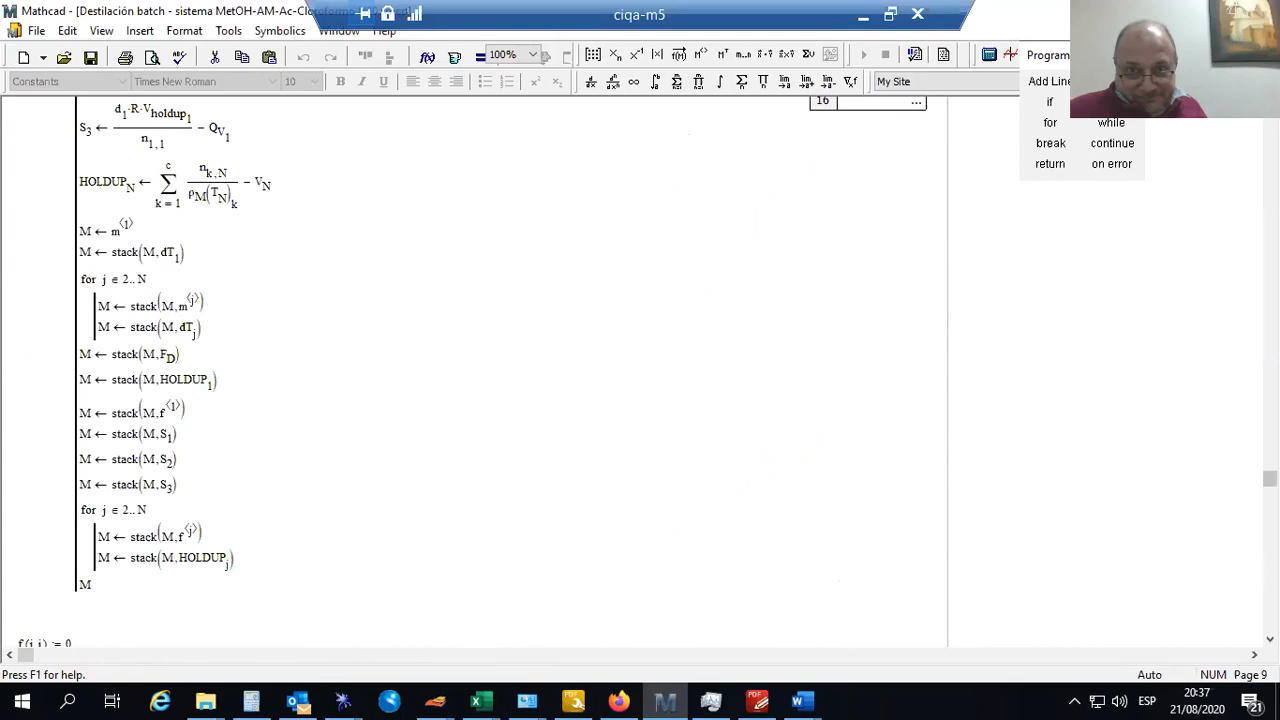 Mathcad - [Destilación batch - sistema MetOH-AM-Ac-Cloroformo
ciqa-m5
File Edit View Insert Format Tools Symbolics Window Help
100%
Program
Constants Times New Roman 10 B I U My Site
Add Line
if
for while
break continue
return on error
16 ...
S3 ← d1·R·Vholdup1 / n1,1 − QV1
HOLDUPN ← ∑ k = 1 c nk,N / ρM(TN)k − VN
M ← m⟨1⟩
M ← stack(M,dT1)
for j ∈ 2..N
M ← stack(M,m⟨j⟩)
M ← stack(M,dTj)
M ← stack(M,FD)
M ← stack(M,HOLDUP1)
M ← stack(M,f⟨1⟩)
M ← stack(M,S1)
M ← stack(M,S2)
M ← stack(M,S3)
for j ∈ 2..N
M ← stack(M,f⟨j⟩)
M ← stack(M,HOLDUPj)
M
f(i,j) := 0
Press F1 for help. Auto NUM Page 9
ESP 20:37
21/08/2020 21